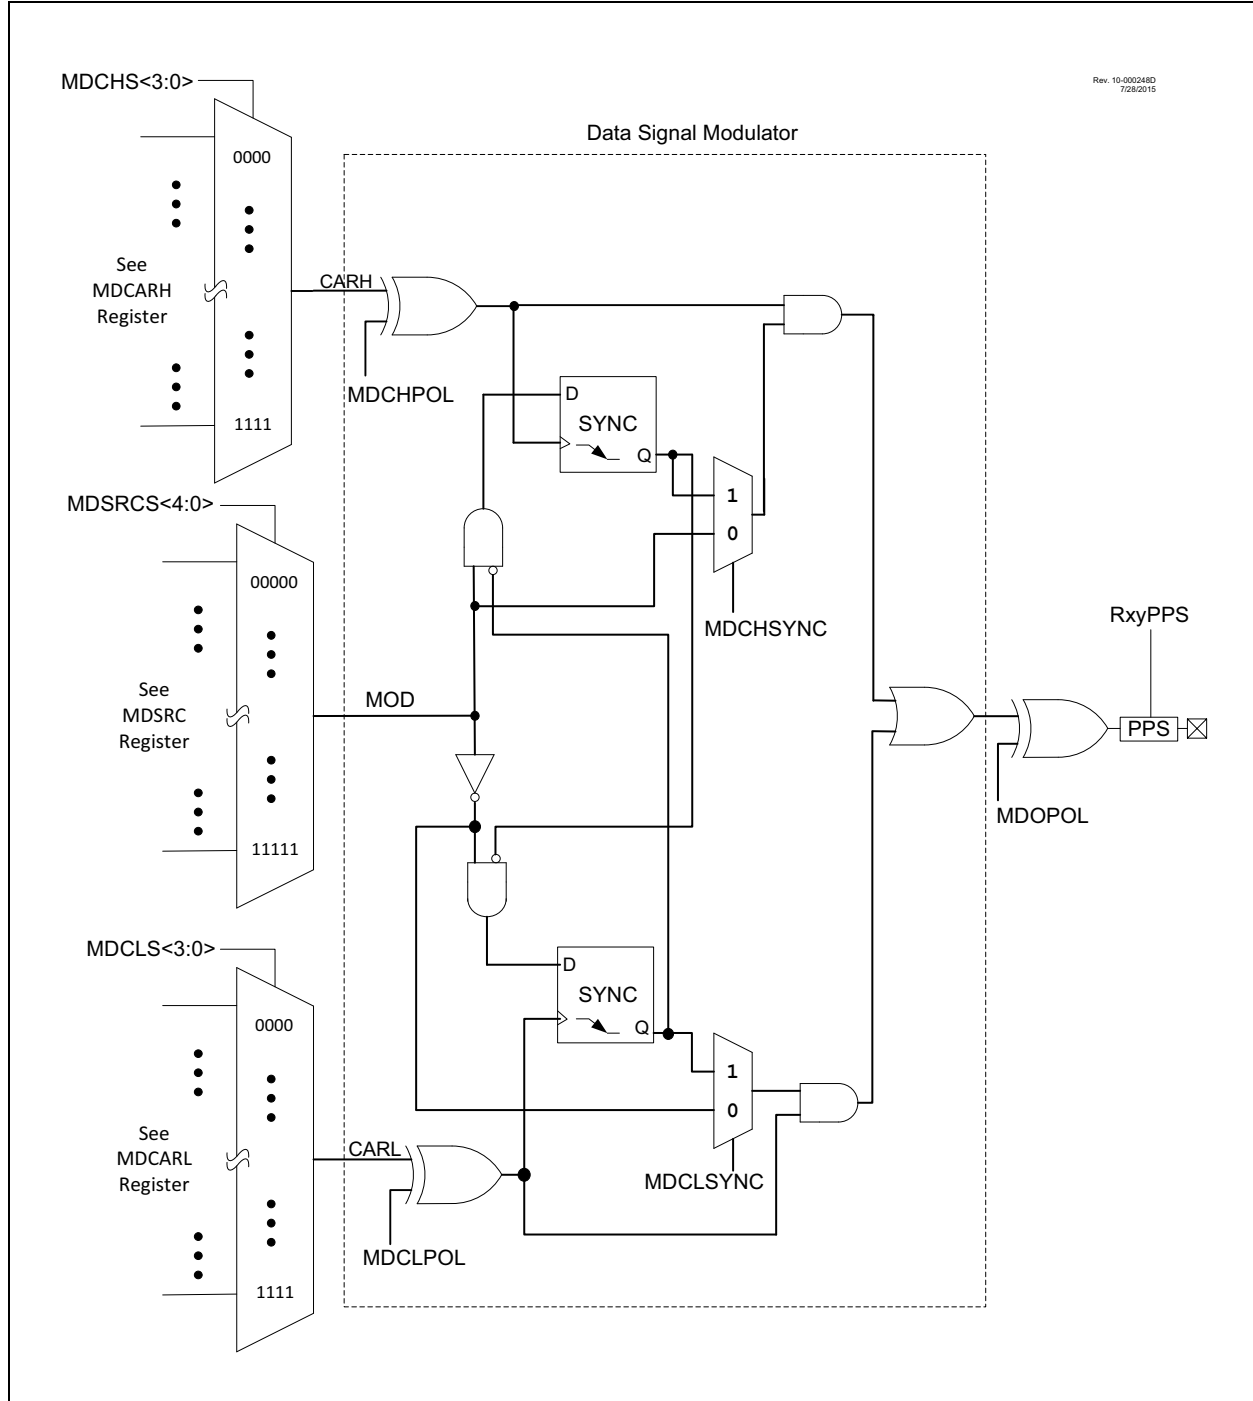 MDCHS<3:0>
Rev. 10-000248D
7/28/2015
Data Signal Modulator
0000
See
MDCARH
Register
CARH
1111
MDCHPOL
D
SYNC
Q
1
0
MDCHSYNC
MDSRCS<4:0>
00000
See
MDSRC
Register
MOD
11111
RxyPPS
PPS
MDOPOL
MDCLS<3:0>
0000
See
MDCARL
Register
CARL
1111
MDCLPOL
D
SYNC
Q
1
0
MDCLSYNC